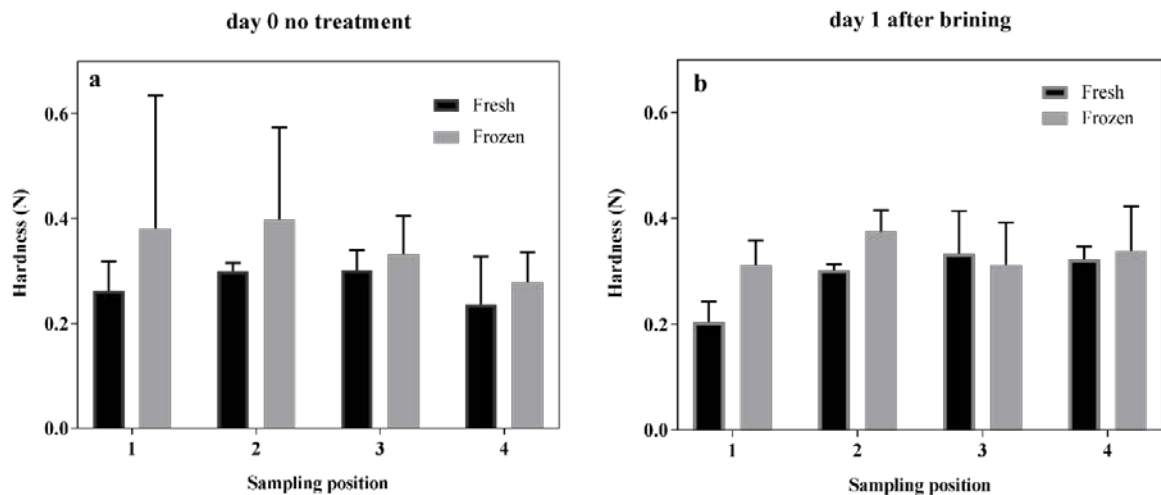 day 0 no treatment
a
Fresh
Frozen
0.6
0.4
0.2
0.0
Hardness (N)
1 2 3 4
Sampling position
day 1 after brining
b
Fresh
Frozen
0.6
0.4
0.2
0.0
Hardness (N)
1 2 3 4
Sampling position